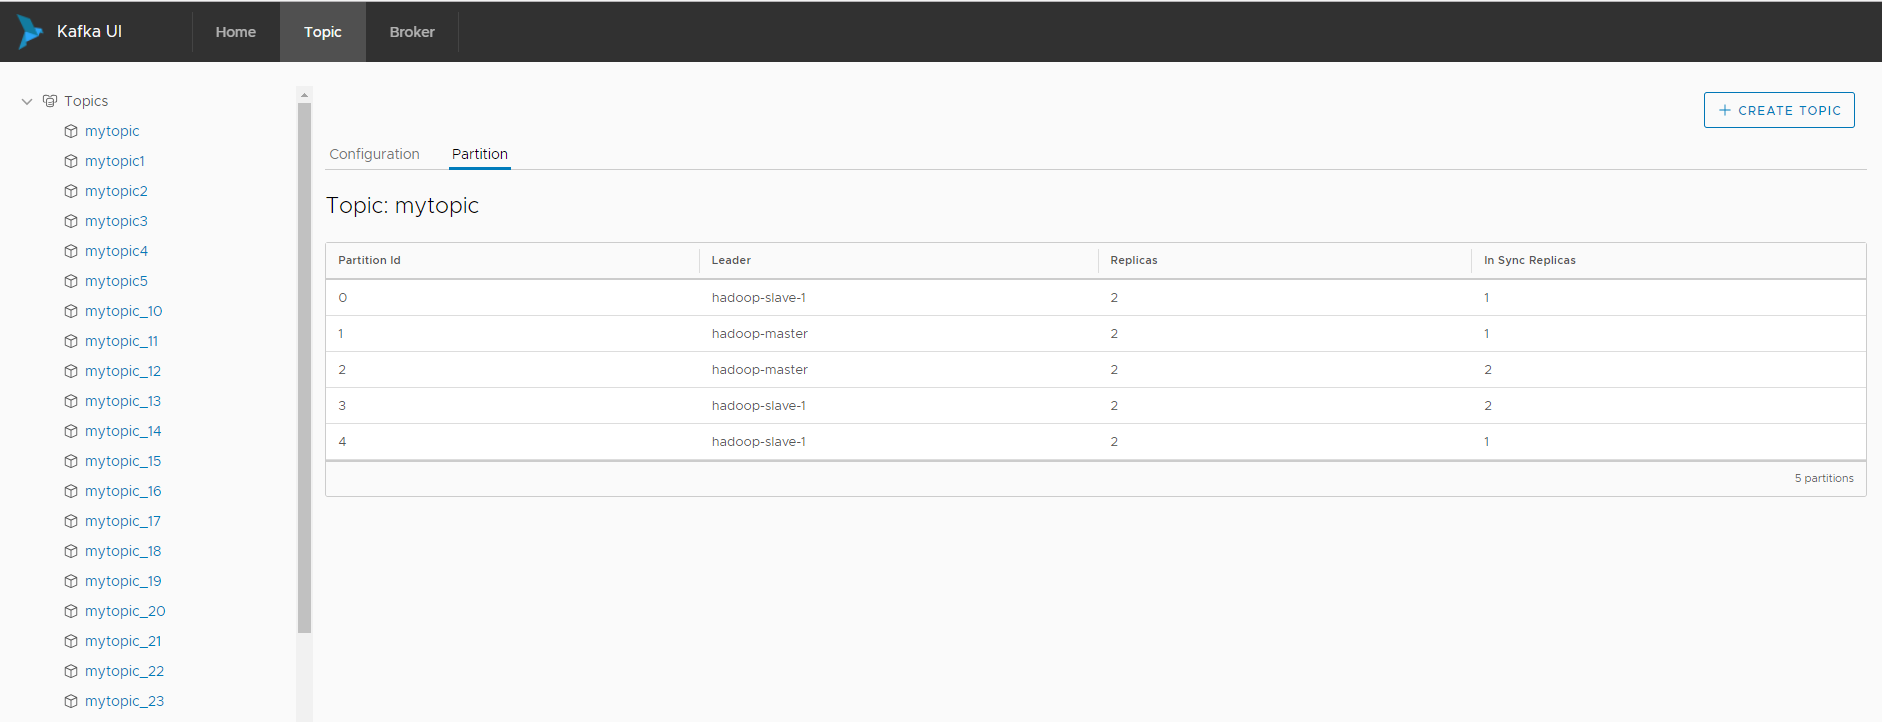 Kafka UI Home Topic Broker
Topics
mytopic
mytopic1
mytopic2
mytopic3
mytopic4
mytopic5
mytopic_10
mytopic_11
mytopic_12
mytopic_13
mytopic_14
mytopic_15
mytopic_16
mytopic_17
mytopic_18
mytopic_19
mytopic_20
mytopic_21
mytopic_22
mytopic_23
+ CREATE TOPIC
Configuration Partition
Topic: mytopic
Partition Id Leader Replicas In Sync Replicas
0 hadoop-slave-1 2 1
1 hadoop-master 2 1
2 hadoop-master 2 2
3 hadoop-slave-1 2 2
4 hadoop-slave-1 2 1
5 partitions